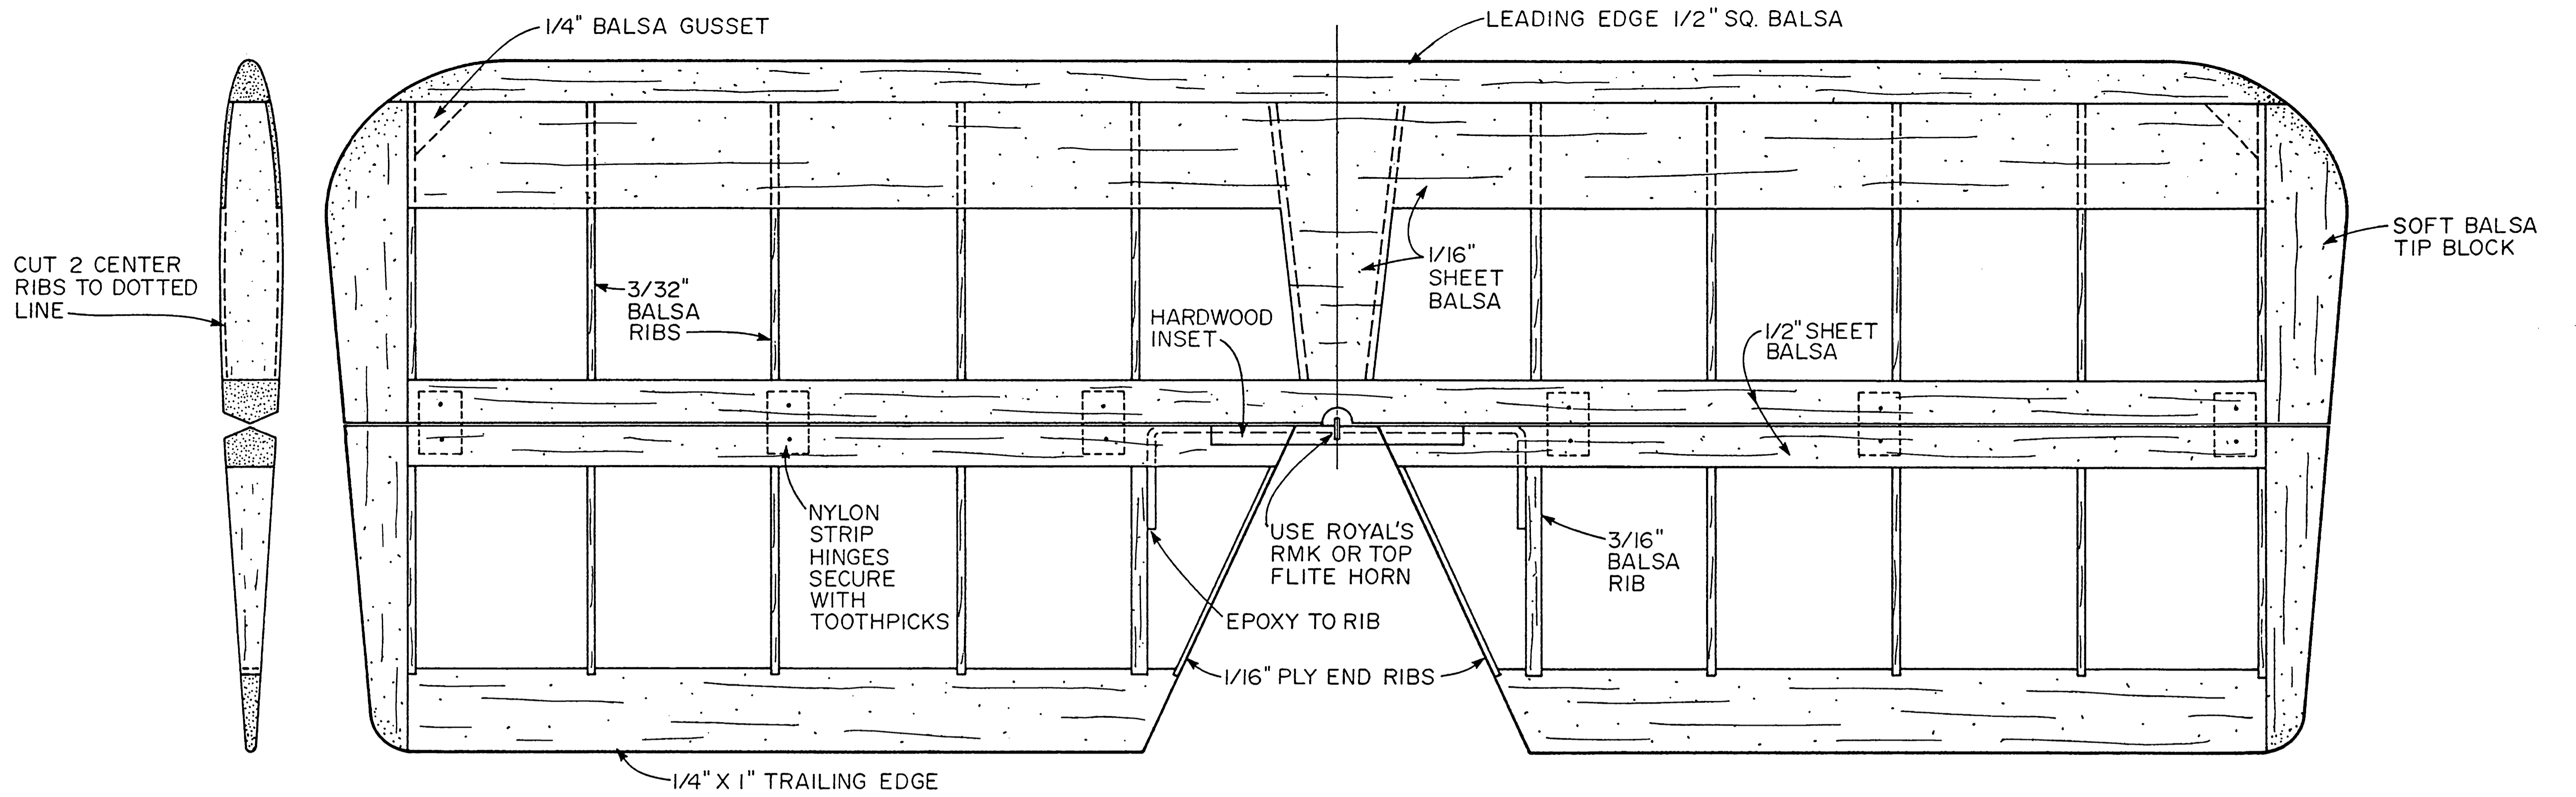 1/4" BALSA GUSSET
LEADING EDGE 1/2" SQ. BALSA
CUT 2 CENTER
RIBS TO DOTTED
LINE
3/32"
BALSA
RIBS
HARDWOOD
INSET
1/16"
SHEET
BALSA
1/2" SHEET
BALSA
SOFT BALSA
TIP BLOCK
NYLON
STRIP
HINGES
SECURE
WITH
TOOTHPICKS
USE ROYAL'S
RMK OR TOP
FLITE HORN
EPOXY TO RIB
3/16"
BALSA
RIB
1/16" PLY END RIBS
1/4" X 1" TRAILING EDGE